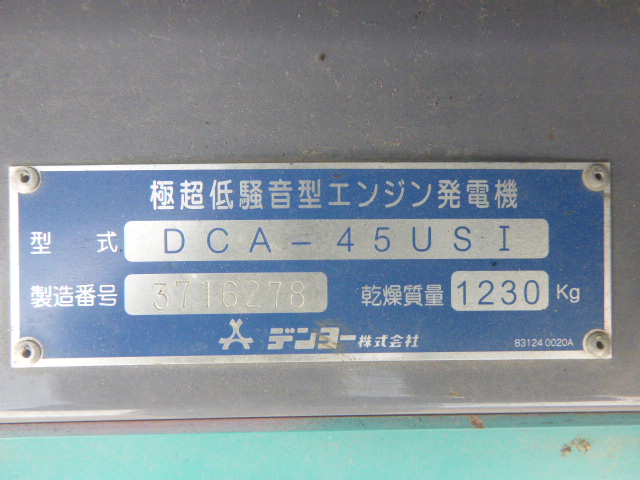 極超低騒音型エンジン発電機
型 式 DCA-45USI
製造番号 3716278 乾燥質量 1230 Kg
デンヨー株式会社 B3124 0020A